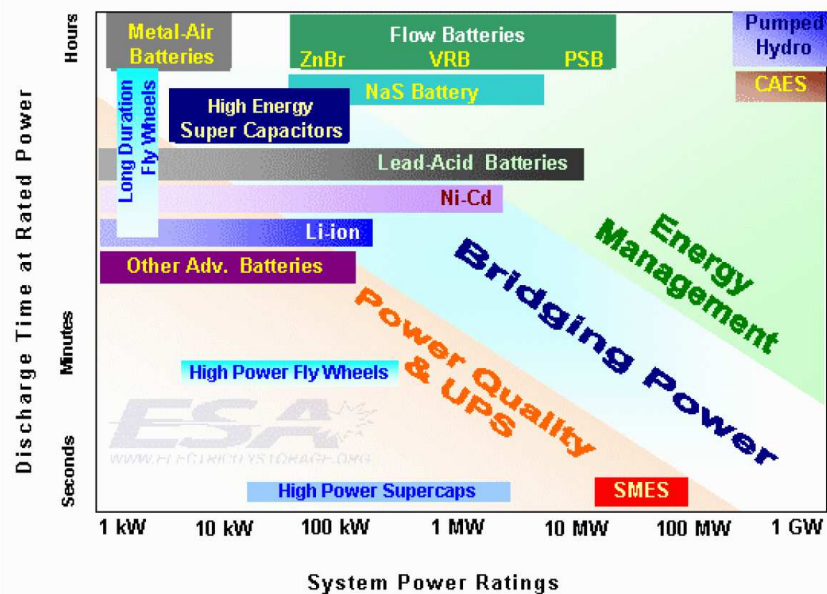 Discharge Time at Rated Power
Hours
Minutes
Seconds
Metal-Air
Batteries
Flow Batteries
ZnBr VRB PSB
Pumped
Hydro
CAES
NaS Battery
High Energy
Super Capacitors
Long Duration
Fly Wheels
Lead-Acid Batteries
Ni-Cd
Li-ion
Other Adv. Batteries
Energy
Management
Bridging Power
Power Quality
& UPS
High Power Fly Wheels
ESA
WWW.ELECTRICITYSTORAGE.ORG
High Power Supercaps
SMES
1 kW 10 kW 100 kW 1 MW 10 MW 100 MW 1 GW
System Power Ratings